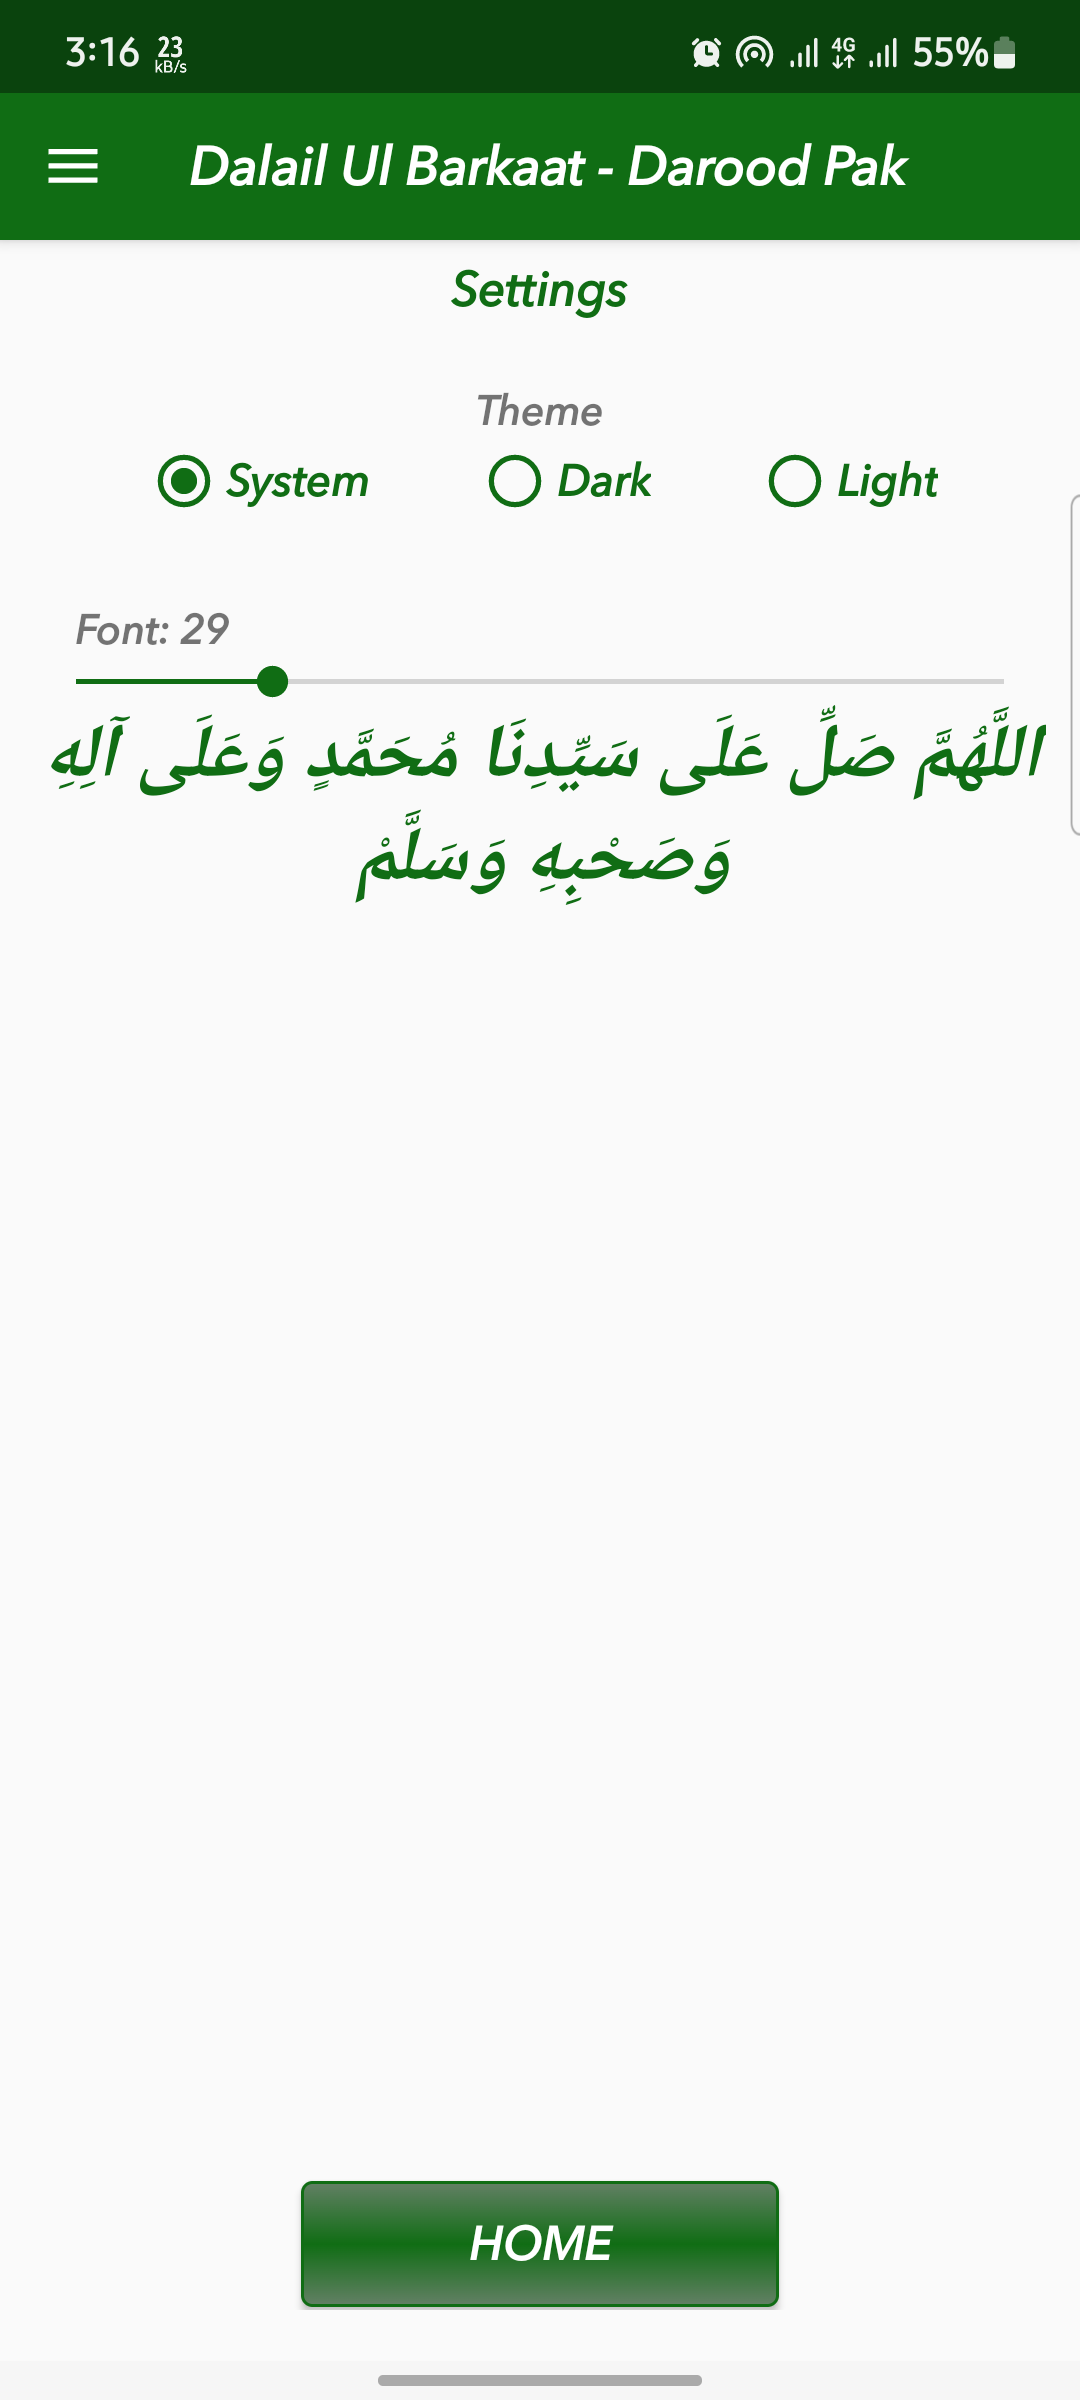 3:16 23 kB/s 4G 55%
Dalail Ul Barkaat - Darood Pak
Settings
Theme
System Dark Light
Font: 29
اللَّهُمَّ صَلِّ عَلَى سَيِّدِنَا مُحَمَّدٍ وَعَلَى آلِهِ
وَصَحْبِهِ وَسَلَّمْ
HOME